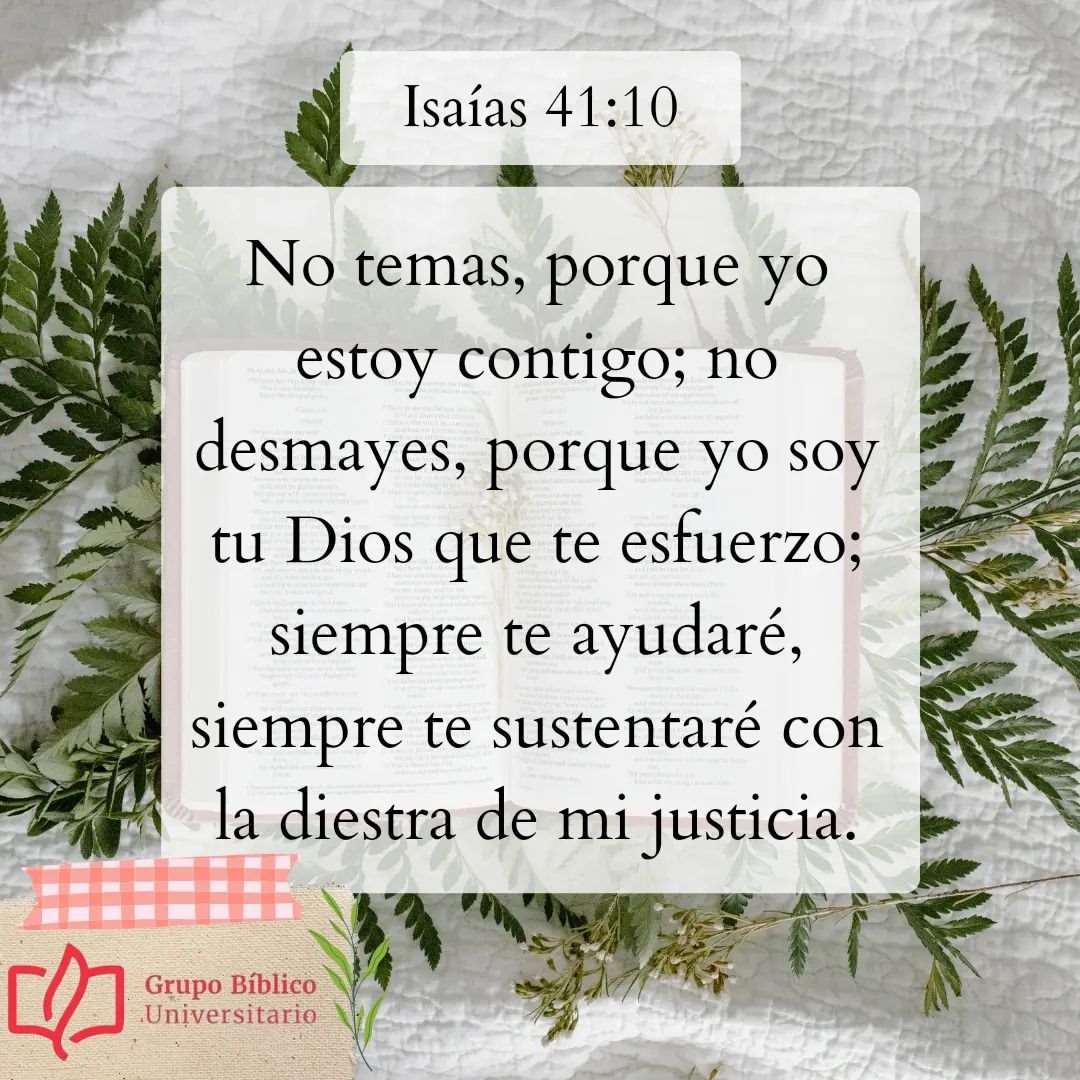 Isaías 41:10
No temas, porque yo
estoy contigo; no
desmayes, porque yo soy
tu Dios que te esfuerzo;
siempre te ayudaré,
siempre te sustentaré con
la diestra de mi justicia.
Grupo Bíblico
Universitario